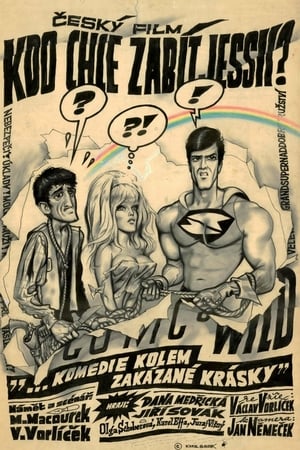 ČESKÝ FILM
KDO CHCE ZABÍT JESSII?
?
?!
!
COMIC WILD
"... KOMEDIE KOLEM
ZAKÁZANÉ KRÁSKY"
Námět a scénář:
M. Macourek
V. Vorlíček
HRAJÍ:
DANA MEDŘICKÁ
JIŘÍ SOVÁK
Olga Schoberová, Karel Effa, Juraj Višný
Režie:
VÁCLAV VORLÍČEK
Kamera:
JAN NĚMEČEK